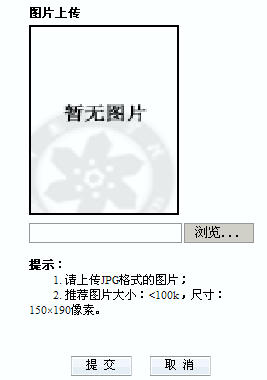 图片上传
暂无图片
浏览...
提示：
1. 请上传JPG格式的图片；
2. 推荐图片大小：<100k，尺寸：
150×190像素。
提 交 取 消